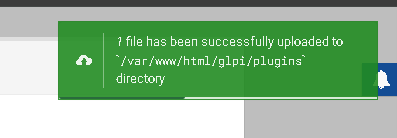 1 file has been successfully uploaded to
`/var/www/html/glpi/plugins`
directory